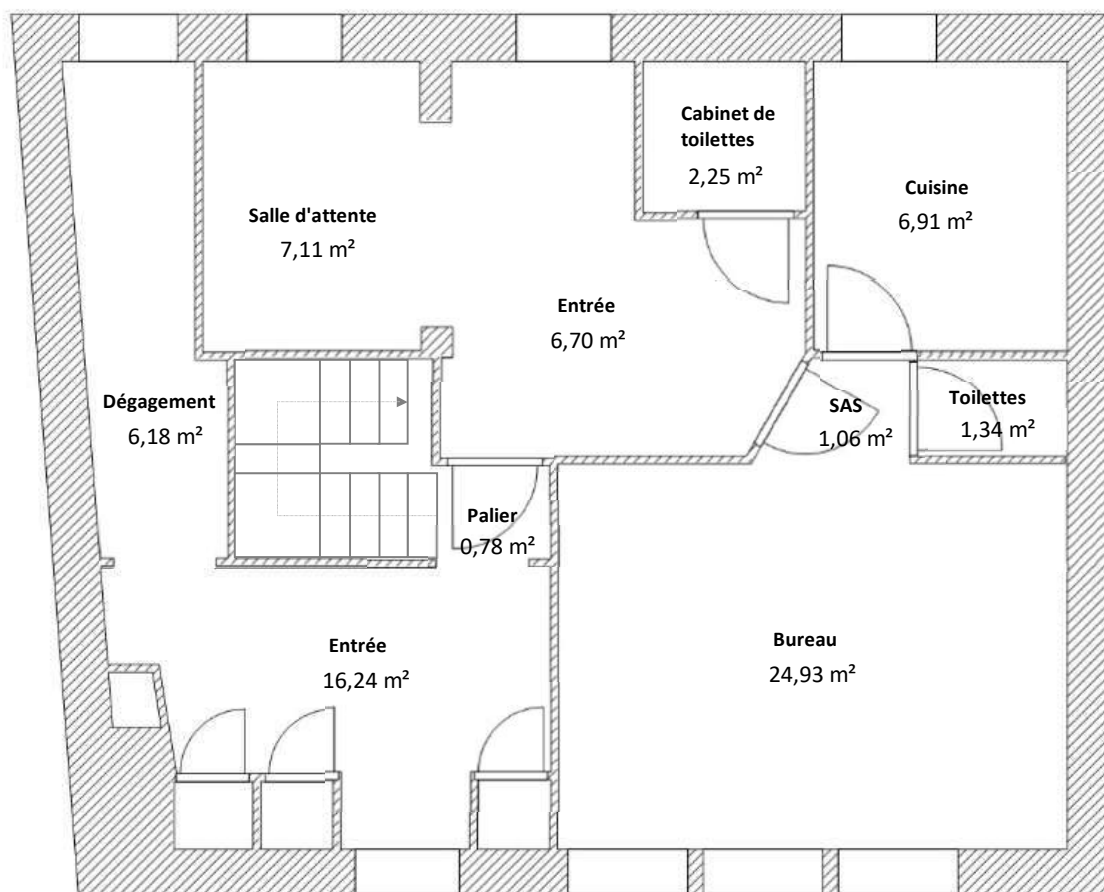 Cabinet de
toilettes
2,25 m²
Cuisine
6,91 m²
Salle d'attente
7,11 m²
Entrée
6,70 m²
Dégagement
6,18 m²
SAS
1,06 m²
Toilettes
1,34 m²
Palier
0,78 m²
Entrée
16,24 m²
Bureau
24,93 m²